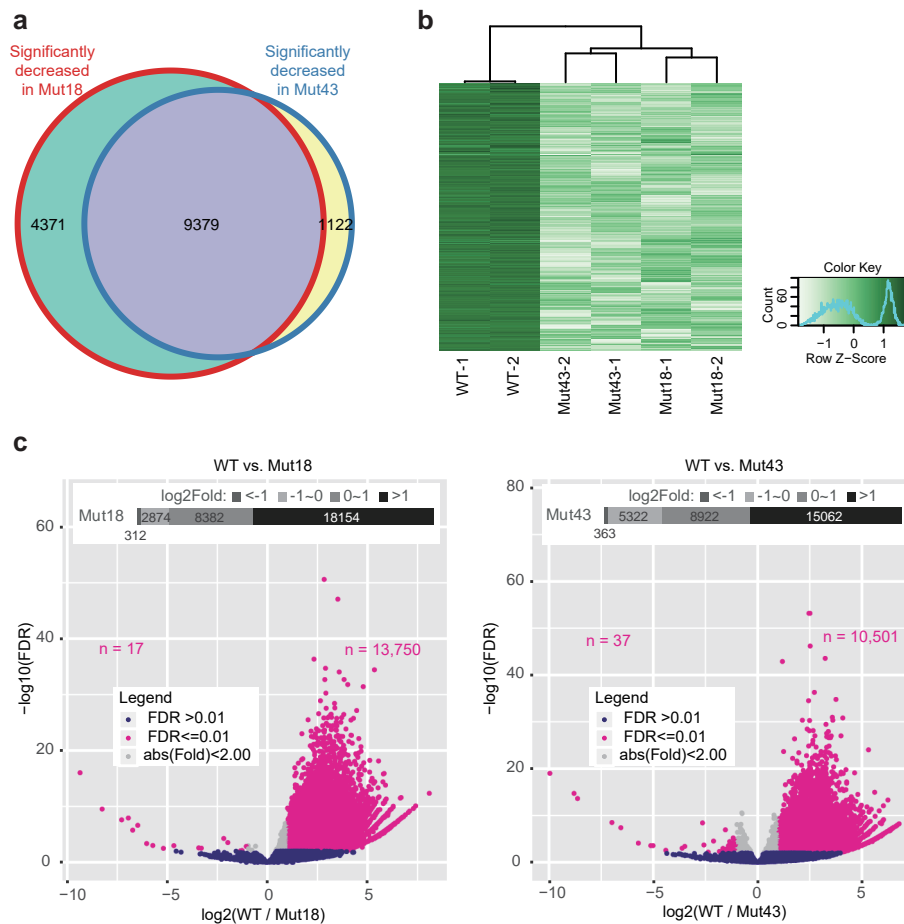 a
Significantly
decreased
in Mut18
Significantly
decreased
in Mut43
4371
9379
1122
b
WT-1
WT-2
Mut43-2
Mut43-1
Mut18-1
Mut18-2
Color Key
Count
0
60
−1
0
1
Row Z−Score
c
WT vs. Mut18
log2Fold: <-1 -1~0 0~1 >1
Mut18 2874 8382 18154
312
60
40
20
0
−log10(FDR)
n = 17
n = 13,750
Legend
FDR >0.01
FDR<=0.01
abs(Fold)<2.00
−10
−5
0
5
log2(WT / Mut18)
WT vs. Mut43
log2Fold: <-1 -1~0 0~1 >1
Mut43 5322 8922 15062
363
80
60
40
20
0
−log10(FDR)
n = 37
n = 10,501
Legend
FDR >0.01
FDR<=0.01
abs(Fold)<2.00
−10
−5
0
5
log2(WT / Mut43)